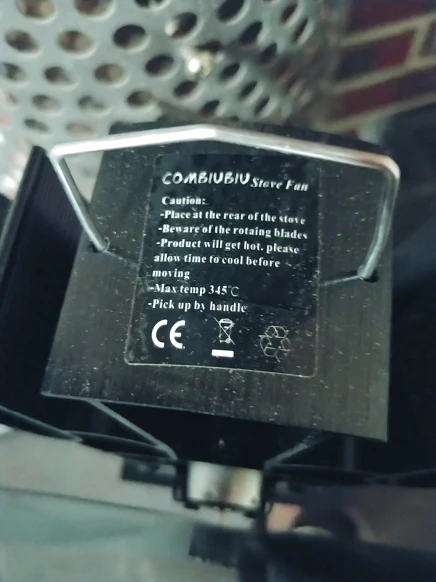 COMBIUBIU Stove Fan
Caution:
-Place at the rear of the stove
-Beware of the rotaing blades
-Product will get hot, please
allow time to cool before
moving
-Max temp 345℃
-Pick up by handle
CE